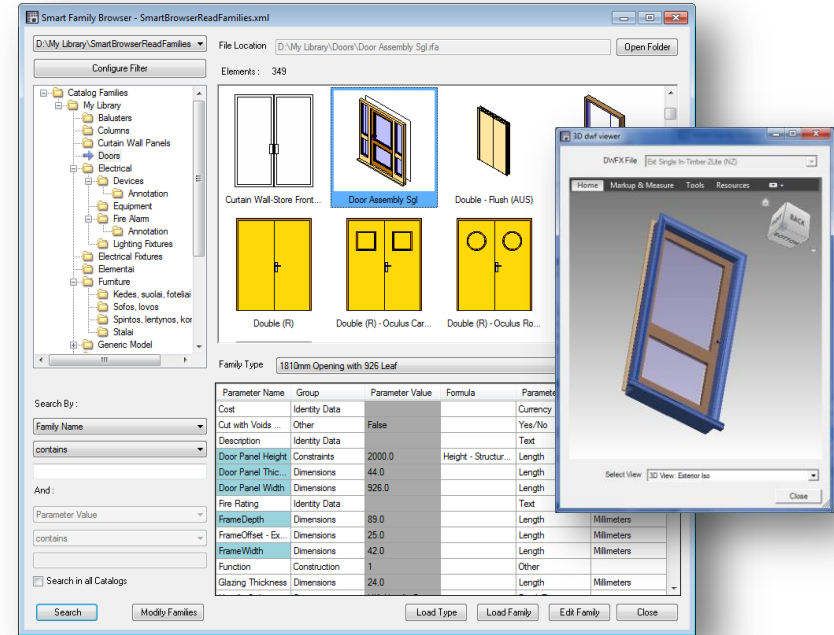 Smart Family Browser - SmartBrowserReadFamilies.xml
D:\My Library\SmartBrowserReadFamilies
File Location D:\My Library\Doors\Door Assembly Sgl.rfa Open Folder
Configure Filter
Elements : 349
Catalog Families
My Library
Balusters
Columns
Curtain Wall Panels
Doors
Electrical
Devices
Annotation
Equipment
Fire Alarm
Annotation
Lighting Fixtures
Electrical Fixtures
Elementai
Furniture
Kedes, suolai, foteliai
Sofos, lovos
Spintos, lentynos, kor
Stalai
Generic Model
Curtain Wall-Store Front... Door Assembly Sgl Double - Flush (AUS)
Double (R) Double (R) - Oculus Car... Double (R) - Oculus Ro...
Family Type 1810mm Opening with 926 Leaf
Parameter Name Group Parameter Value Formula Paramete
Cost Identity Data Currency
Cut with Voids ... Other False Yes/No
Description Identity Data Text
Door Panel Height Constraints 2000.0 Height - Structur... Length
Door Panel Thic... Dimensions 44.0 Length
Door Panel Width Dimensions 926.0 Length
Fire Rating Identity Data Text
FrameDepth Dimensions 89.0 Length Millimeters
FrameOffset - Ex... Dimensions 25.0 Length Millimeters
FrameWidth Dimensions 42.0 Length Millimeters
Function Construction 1 Other
Glazing Thickness Dimensions 24.0 Length Millimeters
Search By :
Family Name
contains
And :
Parameter Value
contains
Search in all Catalogs
Search Modify Families Load Type Load Family Edit Family Close
3D dwf viewer
DWFX File Ext Single In-Timber-2Lite (NZ)
Home Markup & Measure Tools Resources
BACK
BOTTOM
Select View 3D View: Exterior Iso
Close